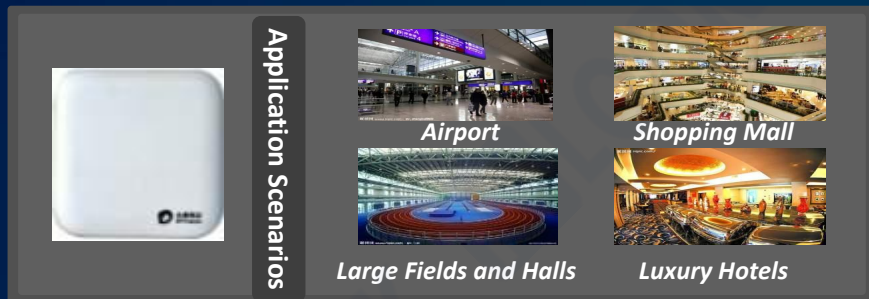 Application Scenarios
Airport
Shopping Mall
Large Fields and Halls
Luxury Hotels